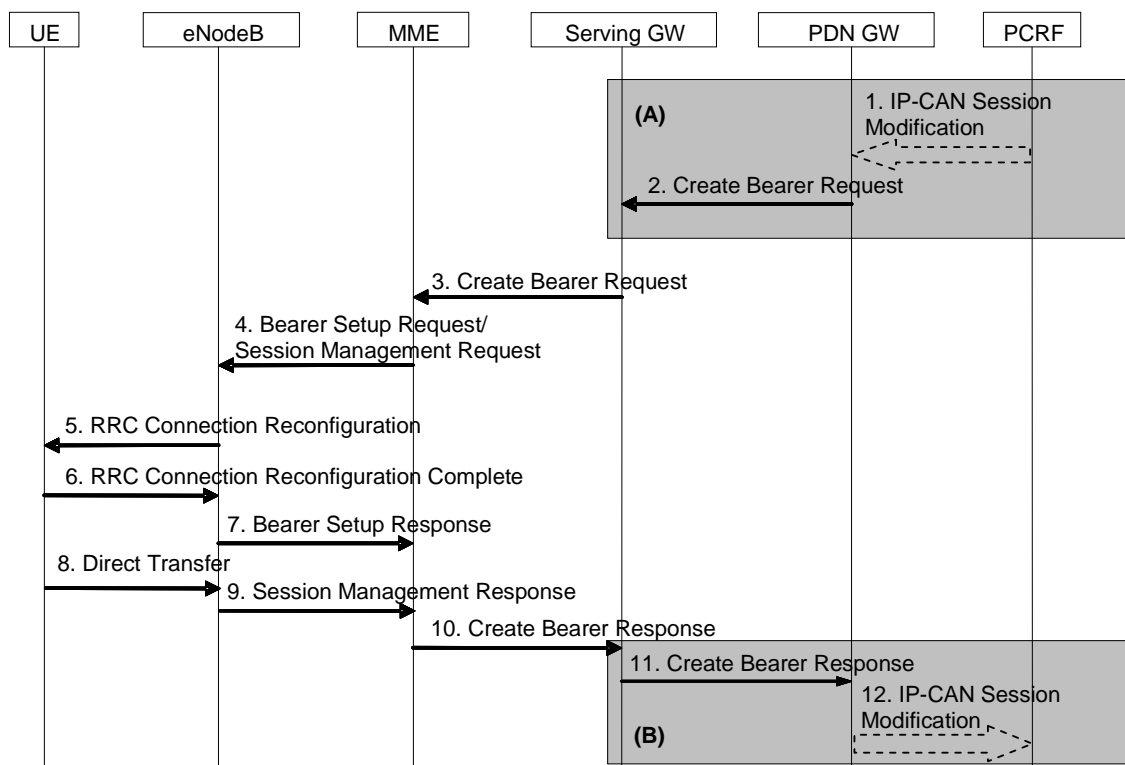 UE
eNodeB
MME
Serving GW
PDN GW
PCRF
(A)
1. IP-CAN Session
Modification
2. Create Bearer Request
3. Create Bearer Request
4. Bearer Setup Request/
Session Management Request
5. RRC Connection Reconfiguration
6. RRC Connection Reconfiguration Complete
7. Bearer Setup Response
8. Direct Transfer
9. Session Management Response
10. Create Bearer Response
11. Create Bearer Response
12. IP-CAN Session
Modification
(B)